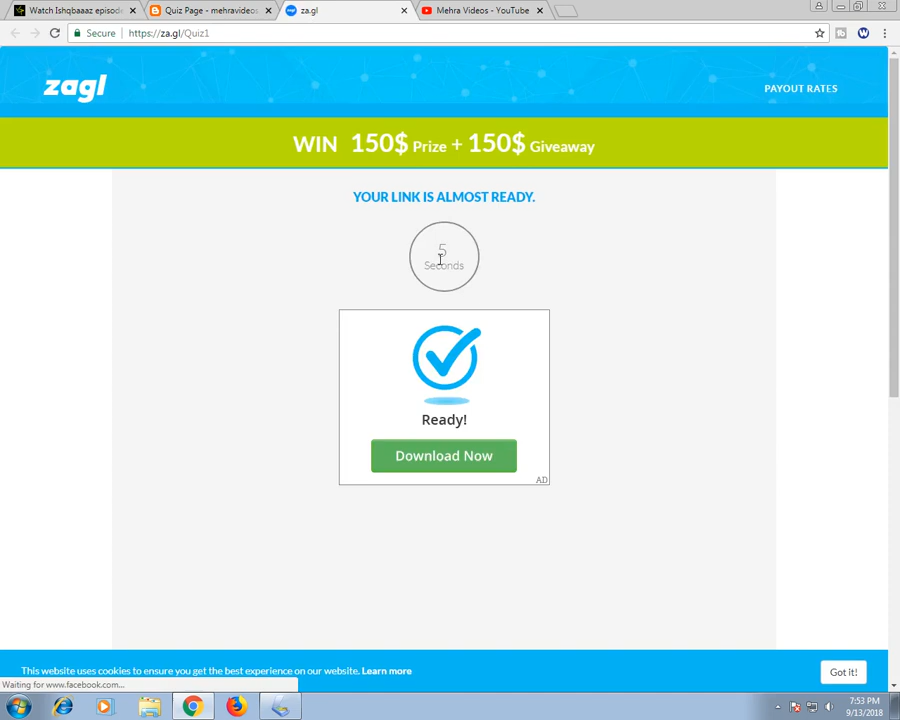 Watch Ishqbaaaz episode
Quiz Page - mehravideos
za.gl
Mehra Videos - YouTube
Secure
https://za.gl/Quiz1
W
zagl
PAYOUT RATES
WIN 150$ Prize + 150$ Giveaway
YOUR LINK IS ALMOST READY.
5
Seconds
Ready!
Download Now
AD
This website uses cookies to ensure you get the best experience on our website. Learn more
Got it!
Waiting for www.facebook.com...
7:53 PM
9/13/2018